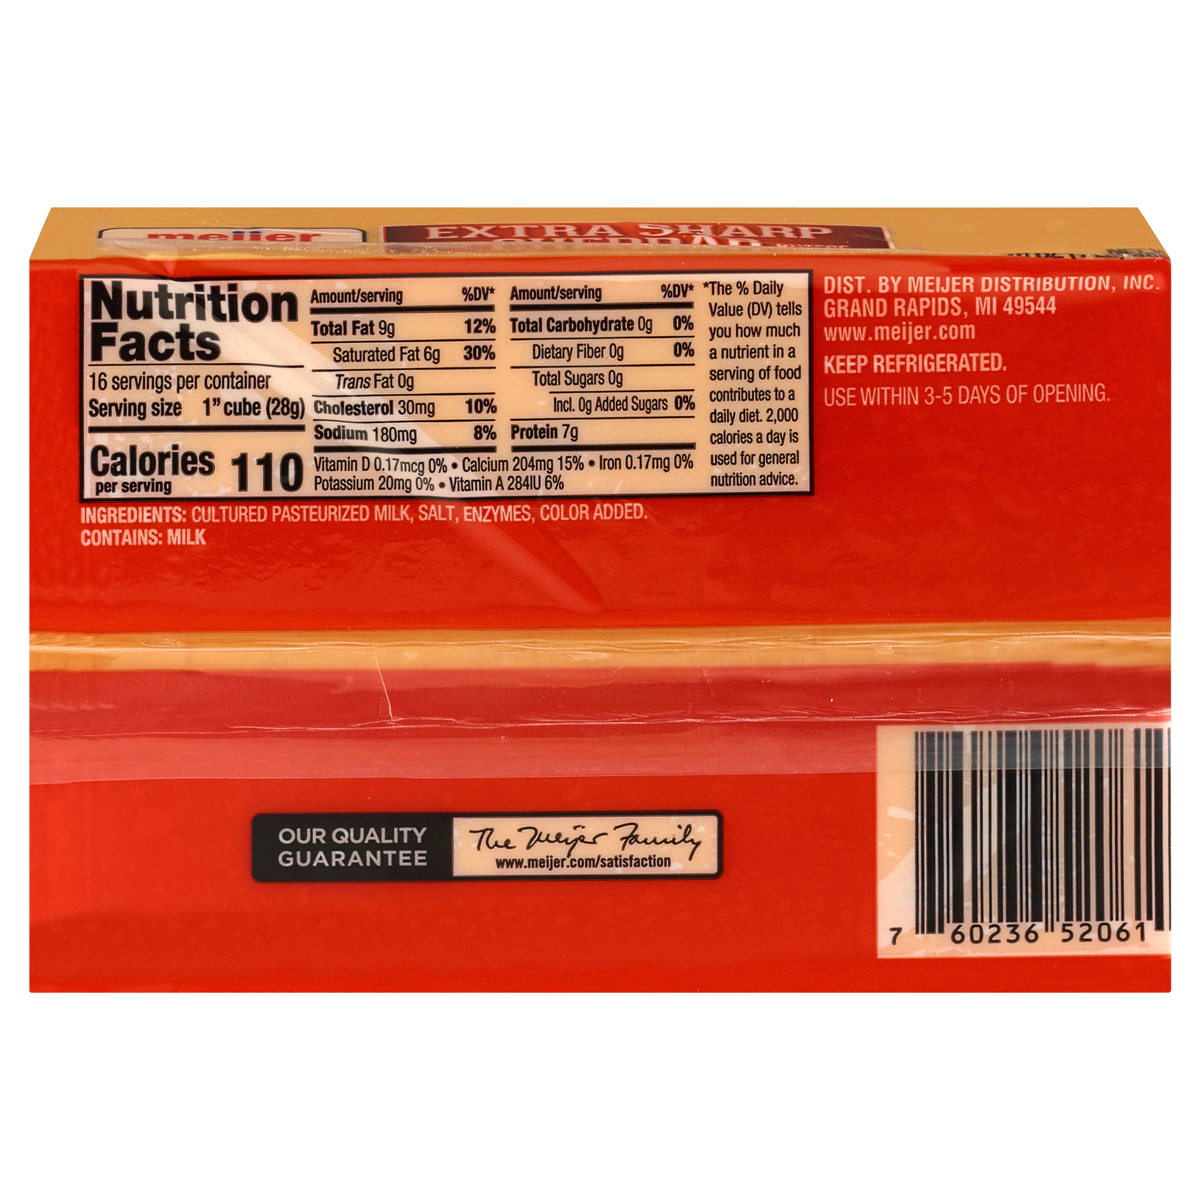 meijer
EXTRA SHARP
CHEDDAR
Nutrition
Facts
16 servings per container
Serving size 1" cube (28g)
Calories 110
per serving
Amount/serving %DV*
Total Fat 9g 12%
Saturated Fat 6g 30%
Trans Fat 0g
Cholesterol 30mg 10%
Sodium 180mg 8%
Amount/serving %DV*
Total Carbohydrate 0g 0%
Dietary Fiber 0g 0%
Total Sugars 0g
Incl. 0g Added Sugars 0%
Protein 7g
Vitamin D 0.17mcg 0% • Calcium 204mg 15% • Iron 0.17mg 0%
Potassium 20mg 0% • Vitamin A 284IU 6%
*The % Daily
Value (DV) tells
you how much
a nutrient in a
serving of food
contributes to a
daily diet. 2,000
calories a day is
used for general
nutrition advice.
DIST. BY MEIJER DISTRIBUTION, INC.
GRAND RAPIDS, MI 49544
www.meijer.com
KEEP REFRIGERATED.
USE WITHIN 3-5 DAYS OF OPENING.
INGREDIENTS: CULTURED PASTEURIZED MILK, SALT, ENZYMES, COLOR ADDED.
CONTAINS: MILK
OUR QUALITY
GUARANTEE
The Meijer Family
www.meijer.com/satisfaction
7 60236 52061